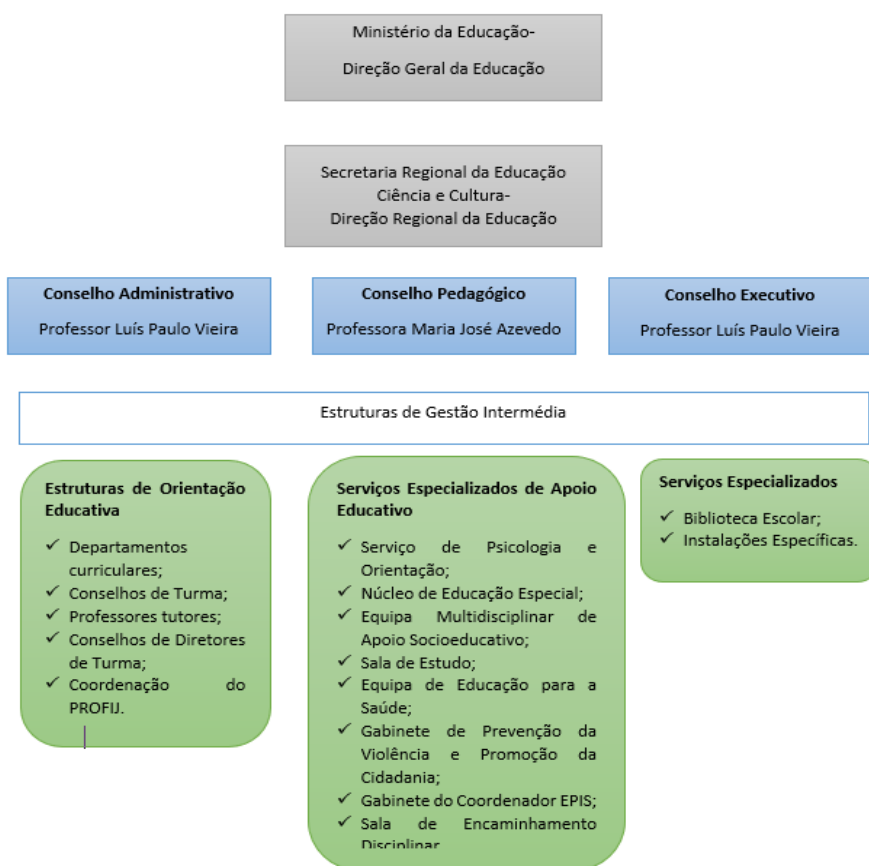 Ministério da Educação-
Direção Geral da Educação
Secretaria Regional da Educação
Ciência e Cultura-
Direção Regional da Educação
Conselho Administrativo
Professor Luís Paulo Vieira
Conselho Pedagógico
Professora Maria José Azevedo
Conselho Executivo
Professor Luís Paulo Vieira
Estruturas de Gestão Intermédia
Estruturas de Orientação
Educativa
✓ Departamentos
curriculares;
✓ Conselhos de Turma;
✓ Professores tutores;
✓ Conselhos de Diretores
de Turma;
✓ Coordenação do
PROFIJ.
Serviços Especializados de Apoio
Educativo
✓ Serviço de Psicologia e
Orientação;
✓ Núcleo de Educação Especial;
✓ Equipa Multidisciplinar de
Apoio Socioeducativo;
✓ Sala de Estudo;
✓ Equipa de Educação para a
Saúde;
✓ Gabinete de Prevenção da
Violência e Promoção da
Cidadania;
✓ Gabinete do Coordenador EPIS;
✓ Sala de Encaminhamento
Disciplinar
Serviços Especializados
✓ Biblioteca Escolar;
✓ Instalações Específicas.